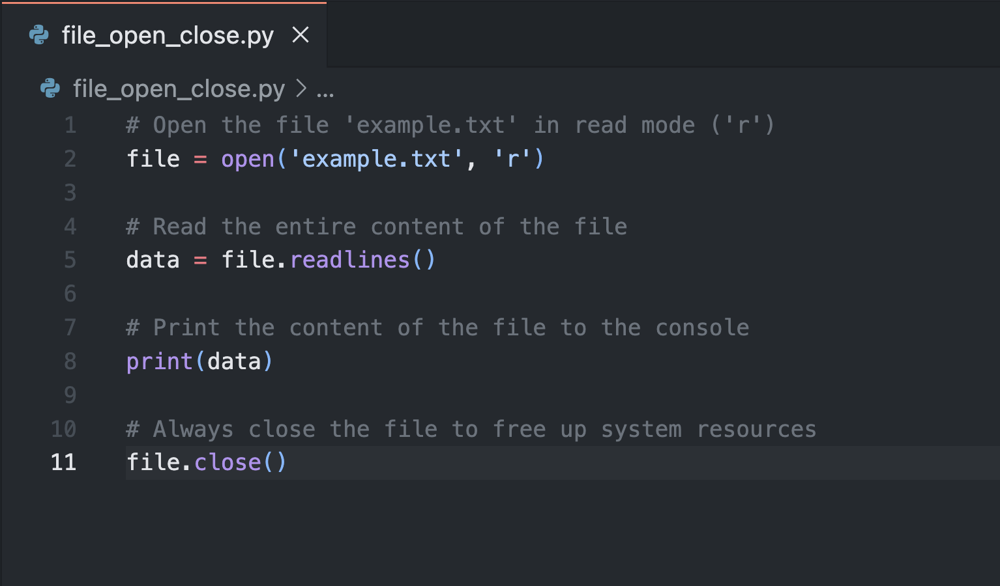 file_open_close.py ×
file_open_close.py > ...
1 # Open the file 'example.txt' in read mode ('r')
2 file = open('example.txt', 'r')
3
4 # Read the entire content of the file
5 data = file.readlines()
6
7 # Print the content of the file to the console
8 print(data)
9
10 # Always close the file to free up system resources
11 file.close()